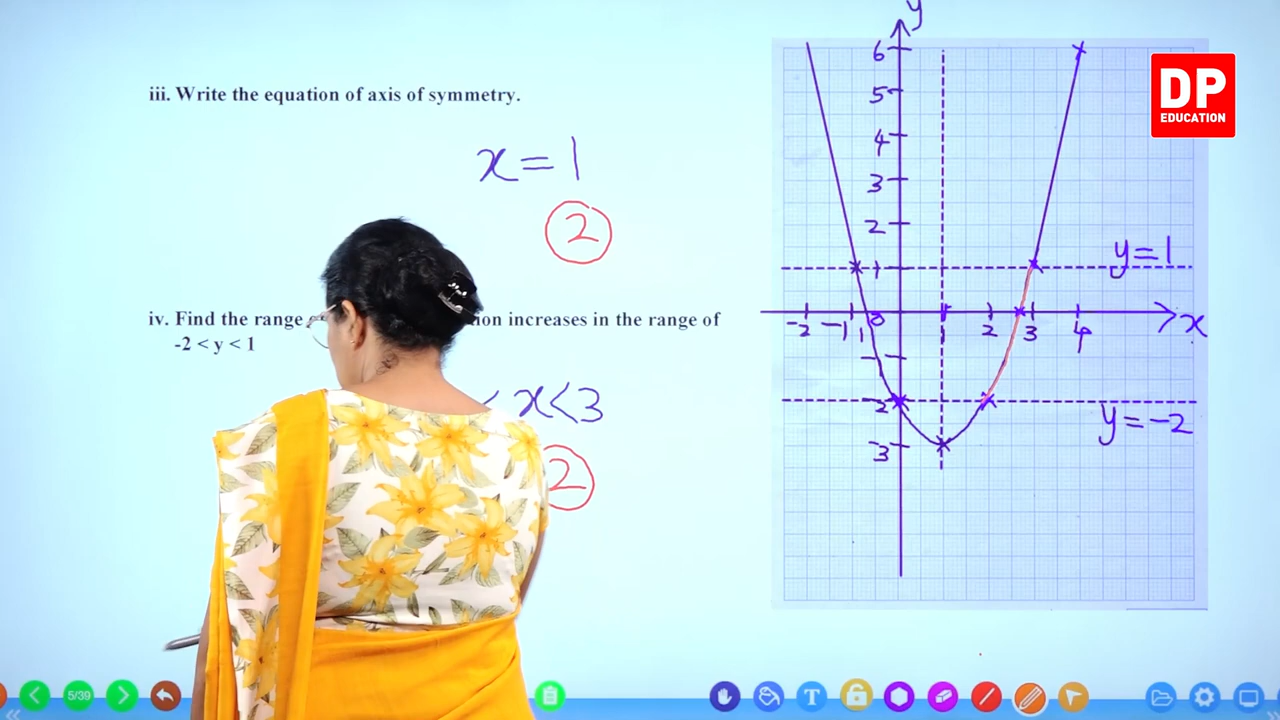 iii. Write the equation of axis of symmetry.
x = 1
2
iv. Find the range
ion increases in the range of
-2 < y < 1
< x < 3
2
y
6
5
4
3
2
1
-2 -1 0 1 2 3 4 x
-1
-2
-3
y = 1
y = -2
DP
EDUCATION
5/39
T